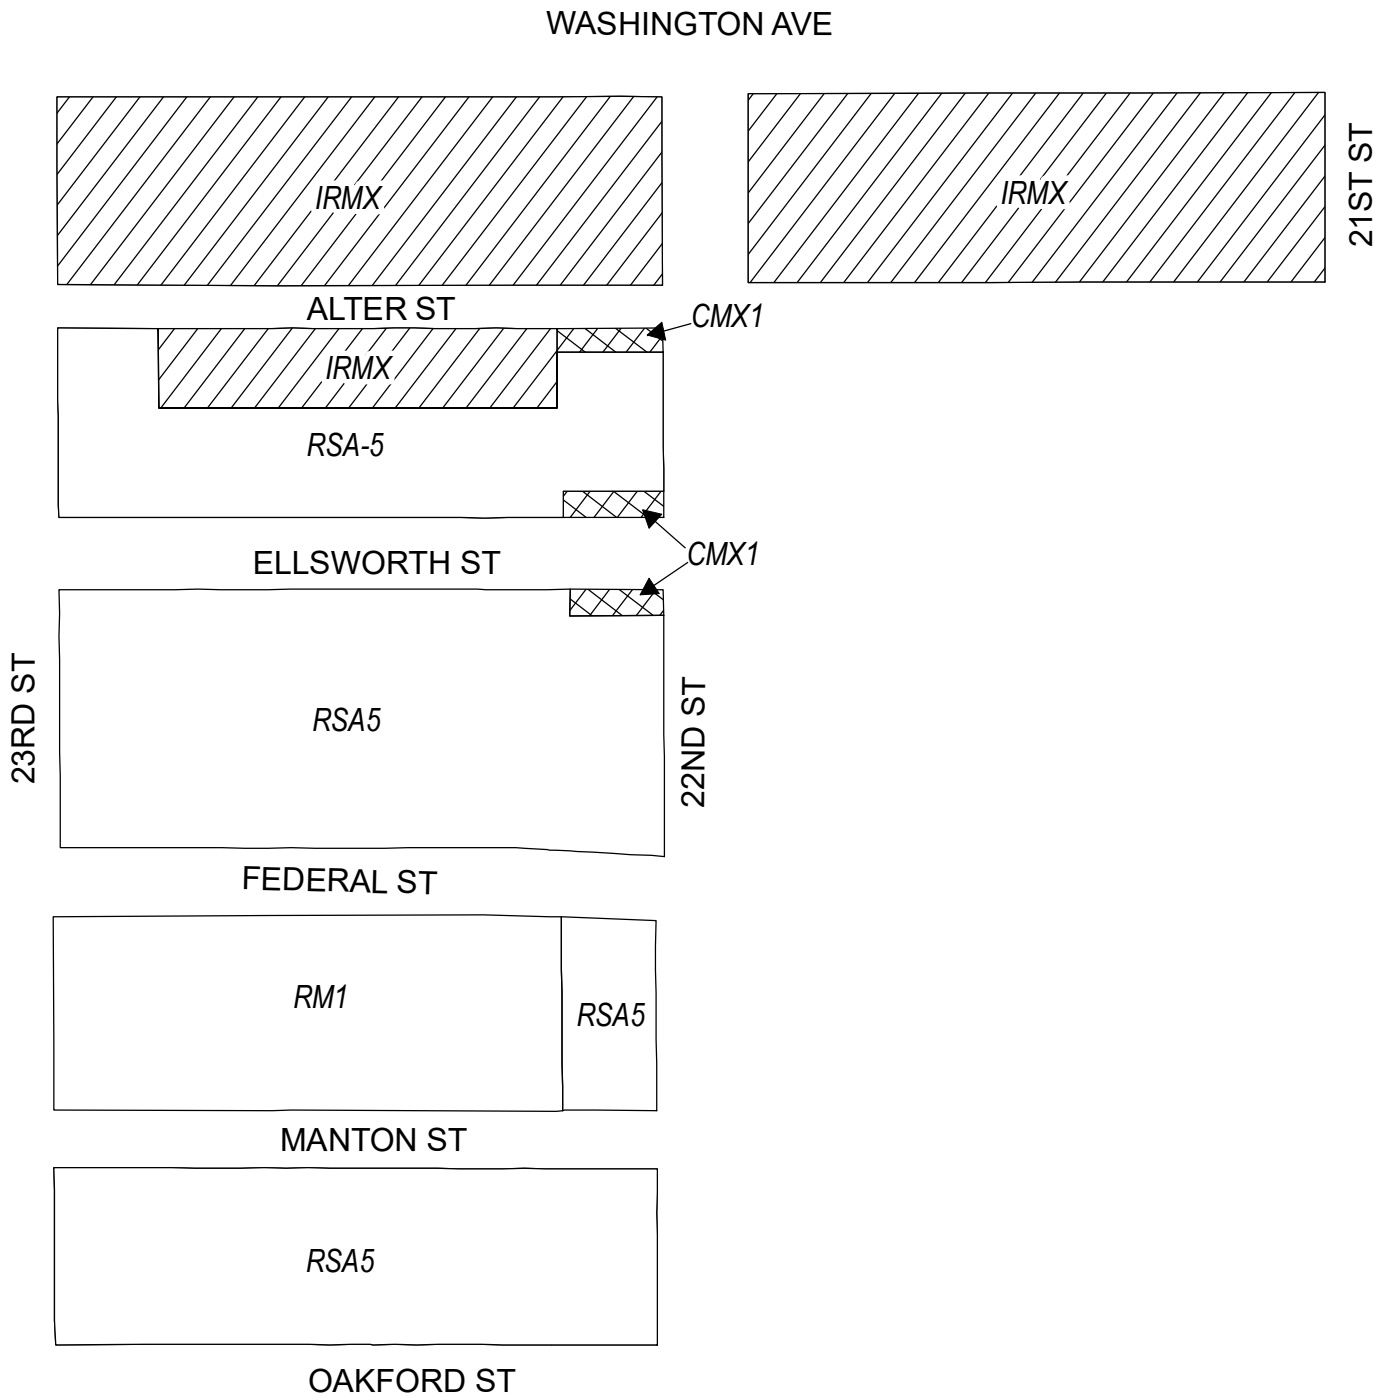 WASHINGTON AVE
IRMX
IRMX
21ST ST
ALTER ST
CMX1
IRMX
RSA-5
ELLSWORTH ST
CMX1
23RD ST
RSA5
22ND ST
FEDERAL ST
RM1
RSA5
MANTON ST
RSA5
OAKFORD ST